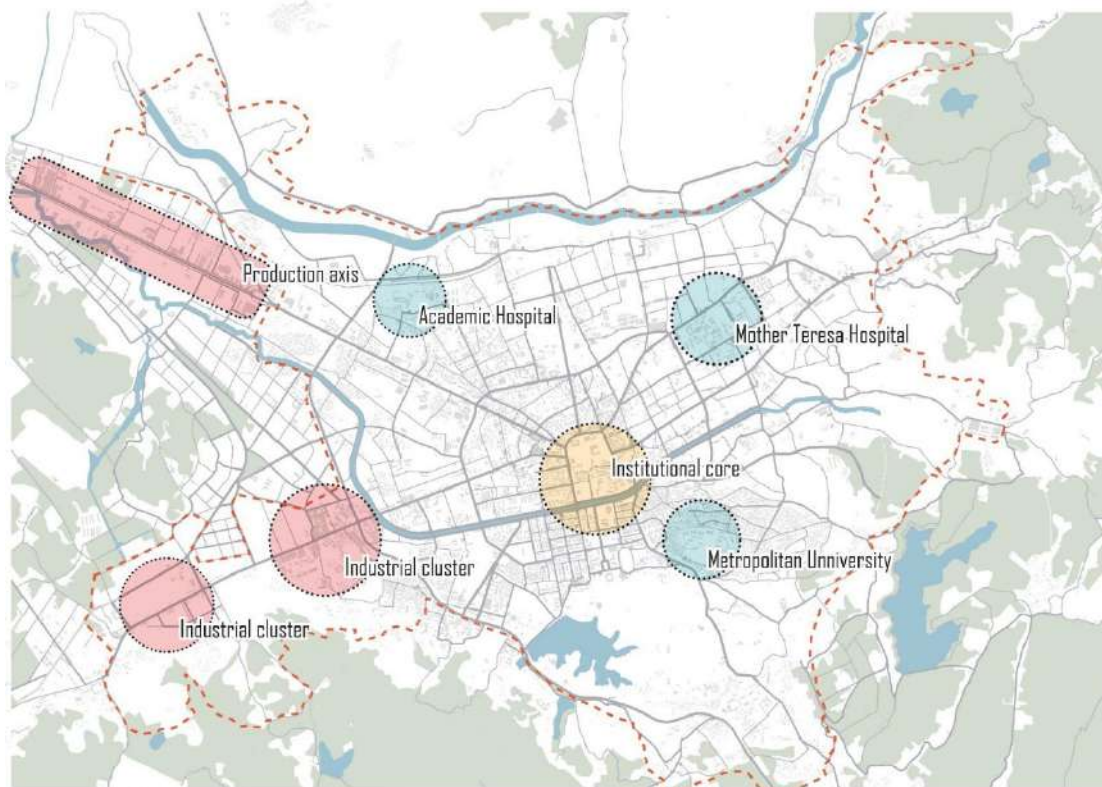 Production axis
Academic Hospital
Mother Teresa Hospital
Institutional core
Metropolitan Unniversity
Industrial cluster
Industrial cluster